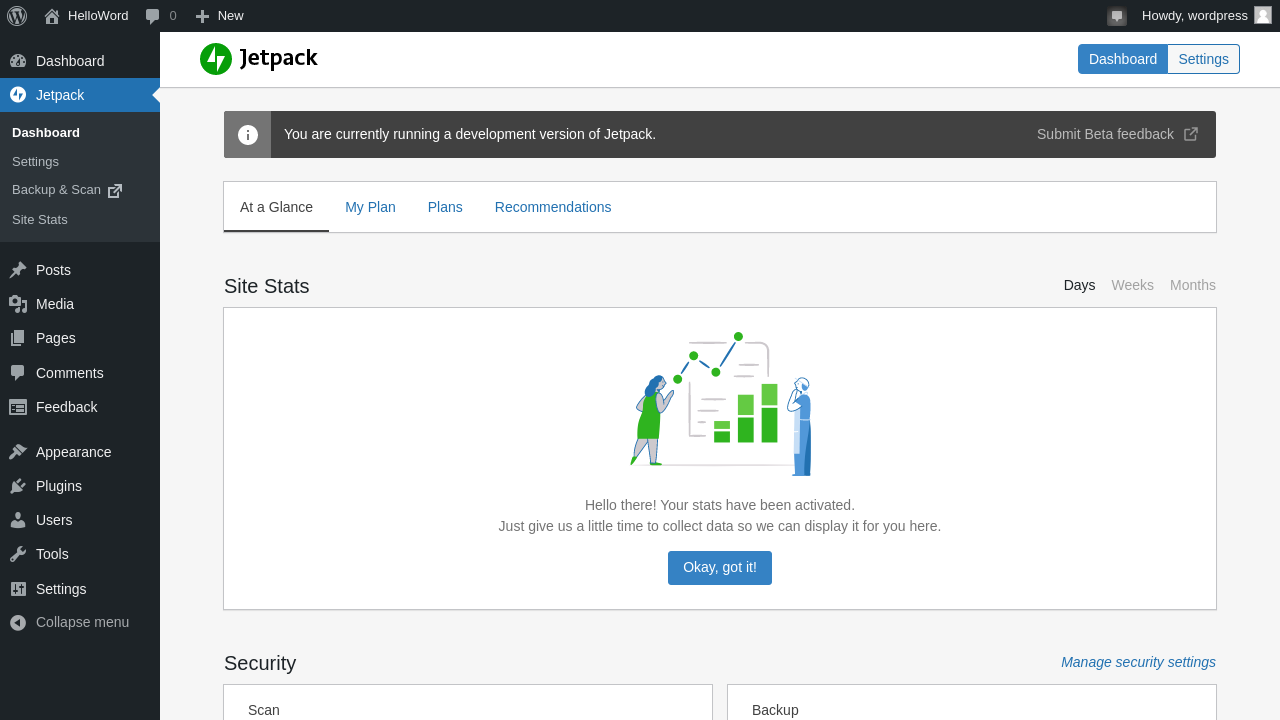 HelloWord
0
New
Howdy, wordpress
Dashboard
Jetpack
Dashboard
Settings
Backup & Scan
Site Stats
Posts
Media
Pages
Comments
Feedback
Appearance
Plugins
Users
Tools
Settings
Collapse menu
Jetpack
Dashboard
Settings
You are currently running a development version of Jetpack.
Submit Beta feedback
At a Glance
My Plan
Plans
Recommendations
Site Stats
Days
Weeks
Months
Hello there! Your stats have been activated.
Just give us a little time to collect data so we can display it for you here.
Okay, got it!
Security
Manage security settings
Scan
Backup